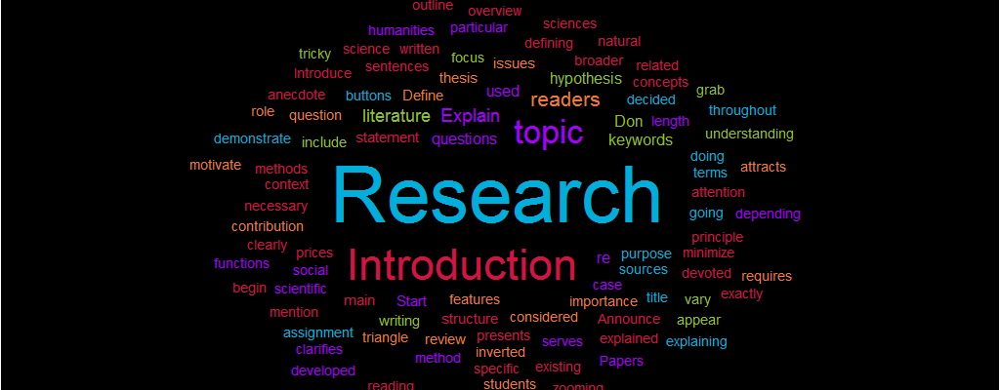 outline overview
humanities particular sciences
tricky science written focus issues defining natural
Introduce sentences thesis hypothesis broader related concepts
anecdote buttons Define used readers decided grab
role question literature Explain topic Don length throughout
demonstrate include statement questions keywords understanding
motivate methods context doing terms attracts
Research
necessary attention
contribution going depending
clearly prices Introduction re purpose principle minimize
functions social sources devoted requires
begin scientific main Start features case importance title vary exactly
mention writing structure considered Announce appear
assignment triangle review presents serves explained explaining
clarifies method inverted Papers
developed specific existing
reading students zooming